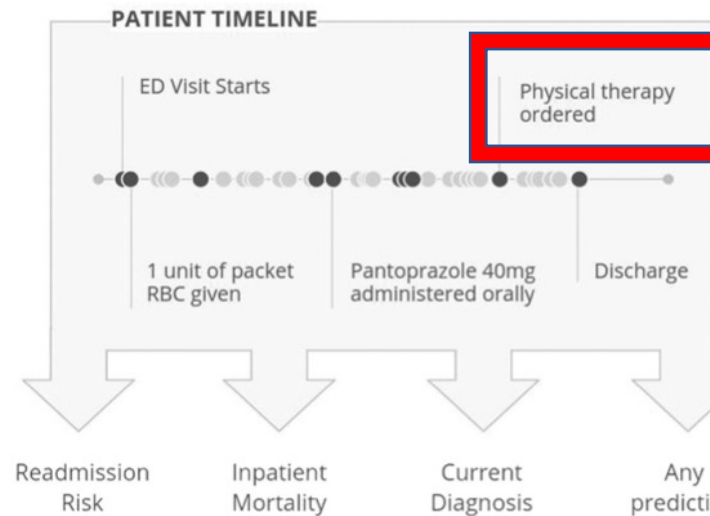 PATIENT TIMELINE
ED Visit Starts
Physical therapy
ordered
1 unit of packet
RBC given
Pantoprazole 40mg
administered orally
Discharge
Readmission
Risk
Inpatient
Mortality
Current
Diagnosis
Any